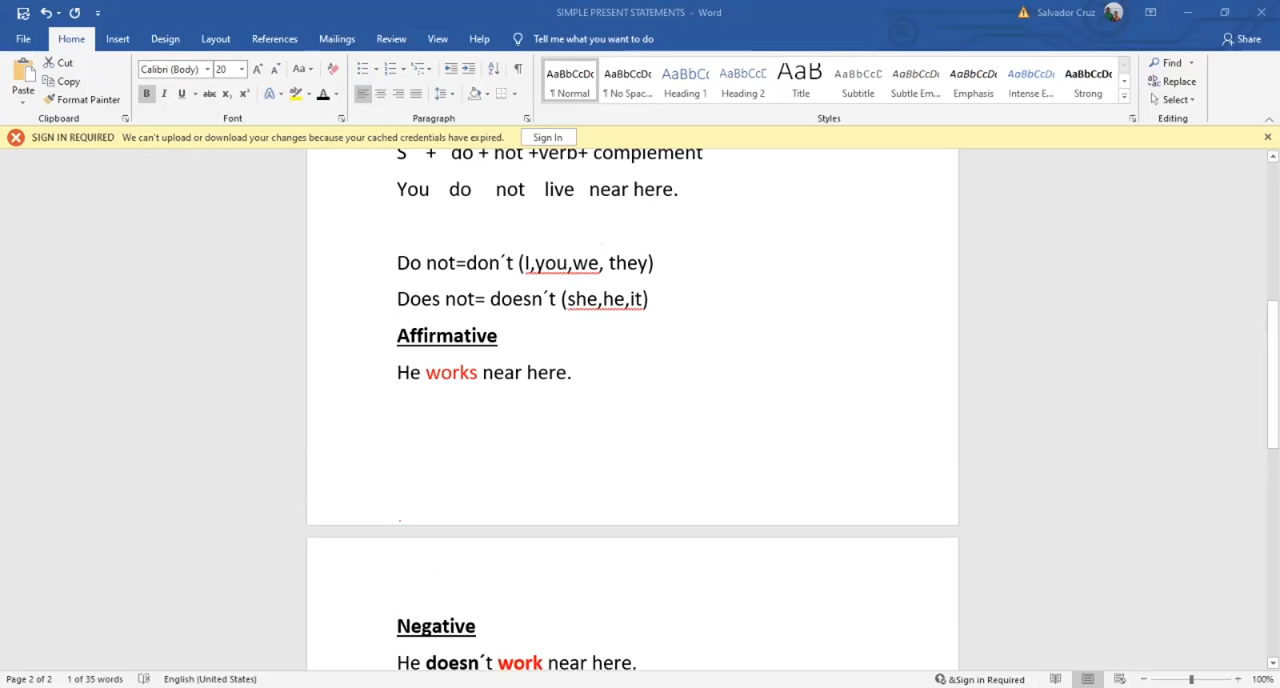 SIMPLE PRESENT STATEMENTS - Word
Salvador Cruz
File Home Insert Design Layout References Mailings Review View Help Tell me what you want to do Share
Paste
Cut
Copy
Format Painter
Calibri (Body) 20
AaBbCcDc AaBbCcDc AaBbCc AaBbCcC AaB AaBbCcC AaBbCcDc AaBbCcDc AaBbCcDc AaBbCcDc
¶ Normal ¶ No Spac... Heading 1 Heading 2 Title Subtitle Subtle Em... Emphasis Intense E... Strong
Find
Replace
Select
Clipboard Font Paragraph Styles Editing
SIGN IN REQUIRED We can't upload or download your changes because your cached credentials have expired. Sign In
S + do + not +verb+ complement
You do not live near here.
Do not=don´t (I,you,we, they)
Does not= doesn´t (she,he,it)
Affirmative
He works near here.
Negative
He doesn´t work near here.
Page 2 of 2 1 of 35 words English (United States) &Sign in Required 100%